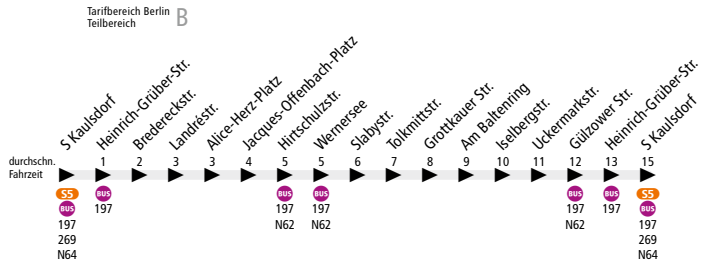 Tarifbereich Berlin
Teilbereich B
S Kaulsdorf
Heinrich-Grüber-Str.
Bredereckstr.
Landréstr.
Alice-Herz-Platz
Jacques-Offenbach-Platz
Hirtschulzstr.
Wernersee
Slabystr.
Tolkmittstr.
Grottkauer Str.
Am Baltenring
Iselbergstr.
Uckermarkstr.
Gülzower Str.
Heinrich-Grüber-Str.
S Kaulsdorf
durchschn. 1 2 3 3 4 5 5 6 7 8 9 10 11 12 13 15
Fahrzeit
S5 BUS BUS BUS BUS BUS S5
BUS 197 197 197 197 197 BUS
197 N62 N62 N62 197
269 269
N64 N64